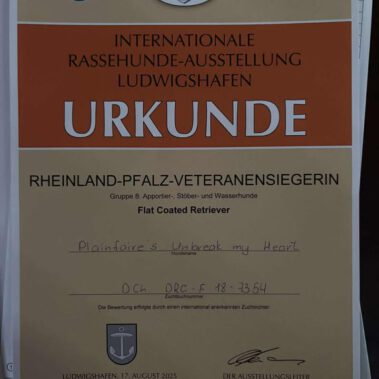 INTERNATIONALE
RASSEHUNDE-AUSSTELLUNG
LUDWIGSHAFEN
URKUNDE
RHEINLAND-PFALZ-VETERANENSIEGERIN
Gruppe 8: Apportier-, Stöber- und Wasserhunde
Flat Coated Retriever
Plainfaire's Unbreak my Heart
Hundename
D.Ch. DRC-F 18-7354
Zuchtbuchnummer
Die Bewertung erfolgte durch einen international anerkannten Zuchtrichter.
LUDWIGSHAFEN, 17. AUGUST 2025
DER AUSSTELLUNGSLEITER